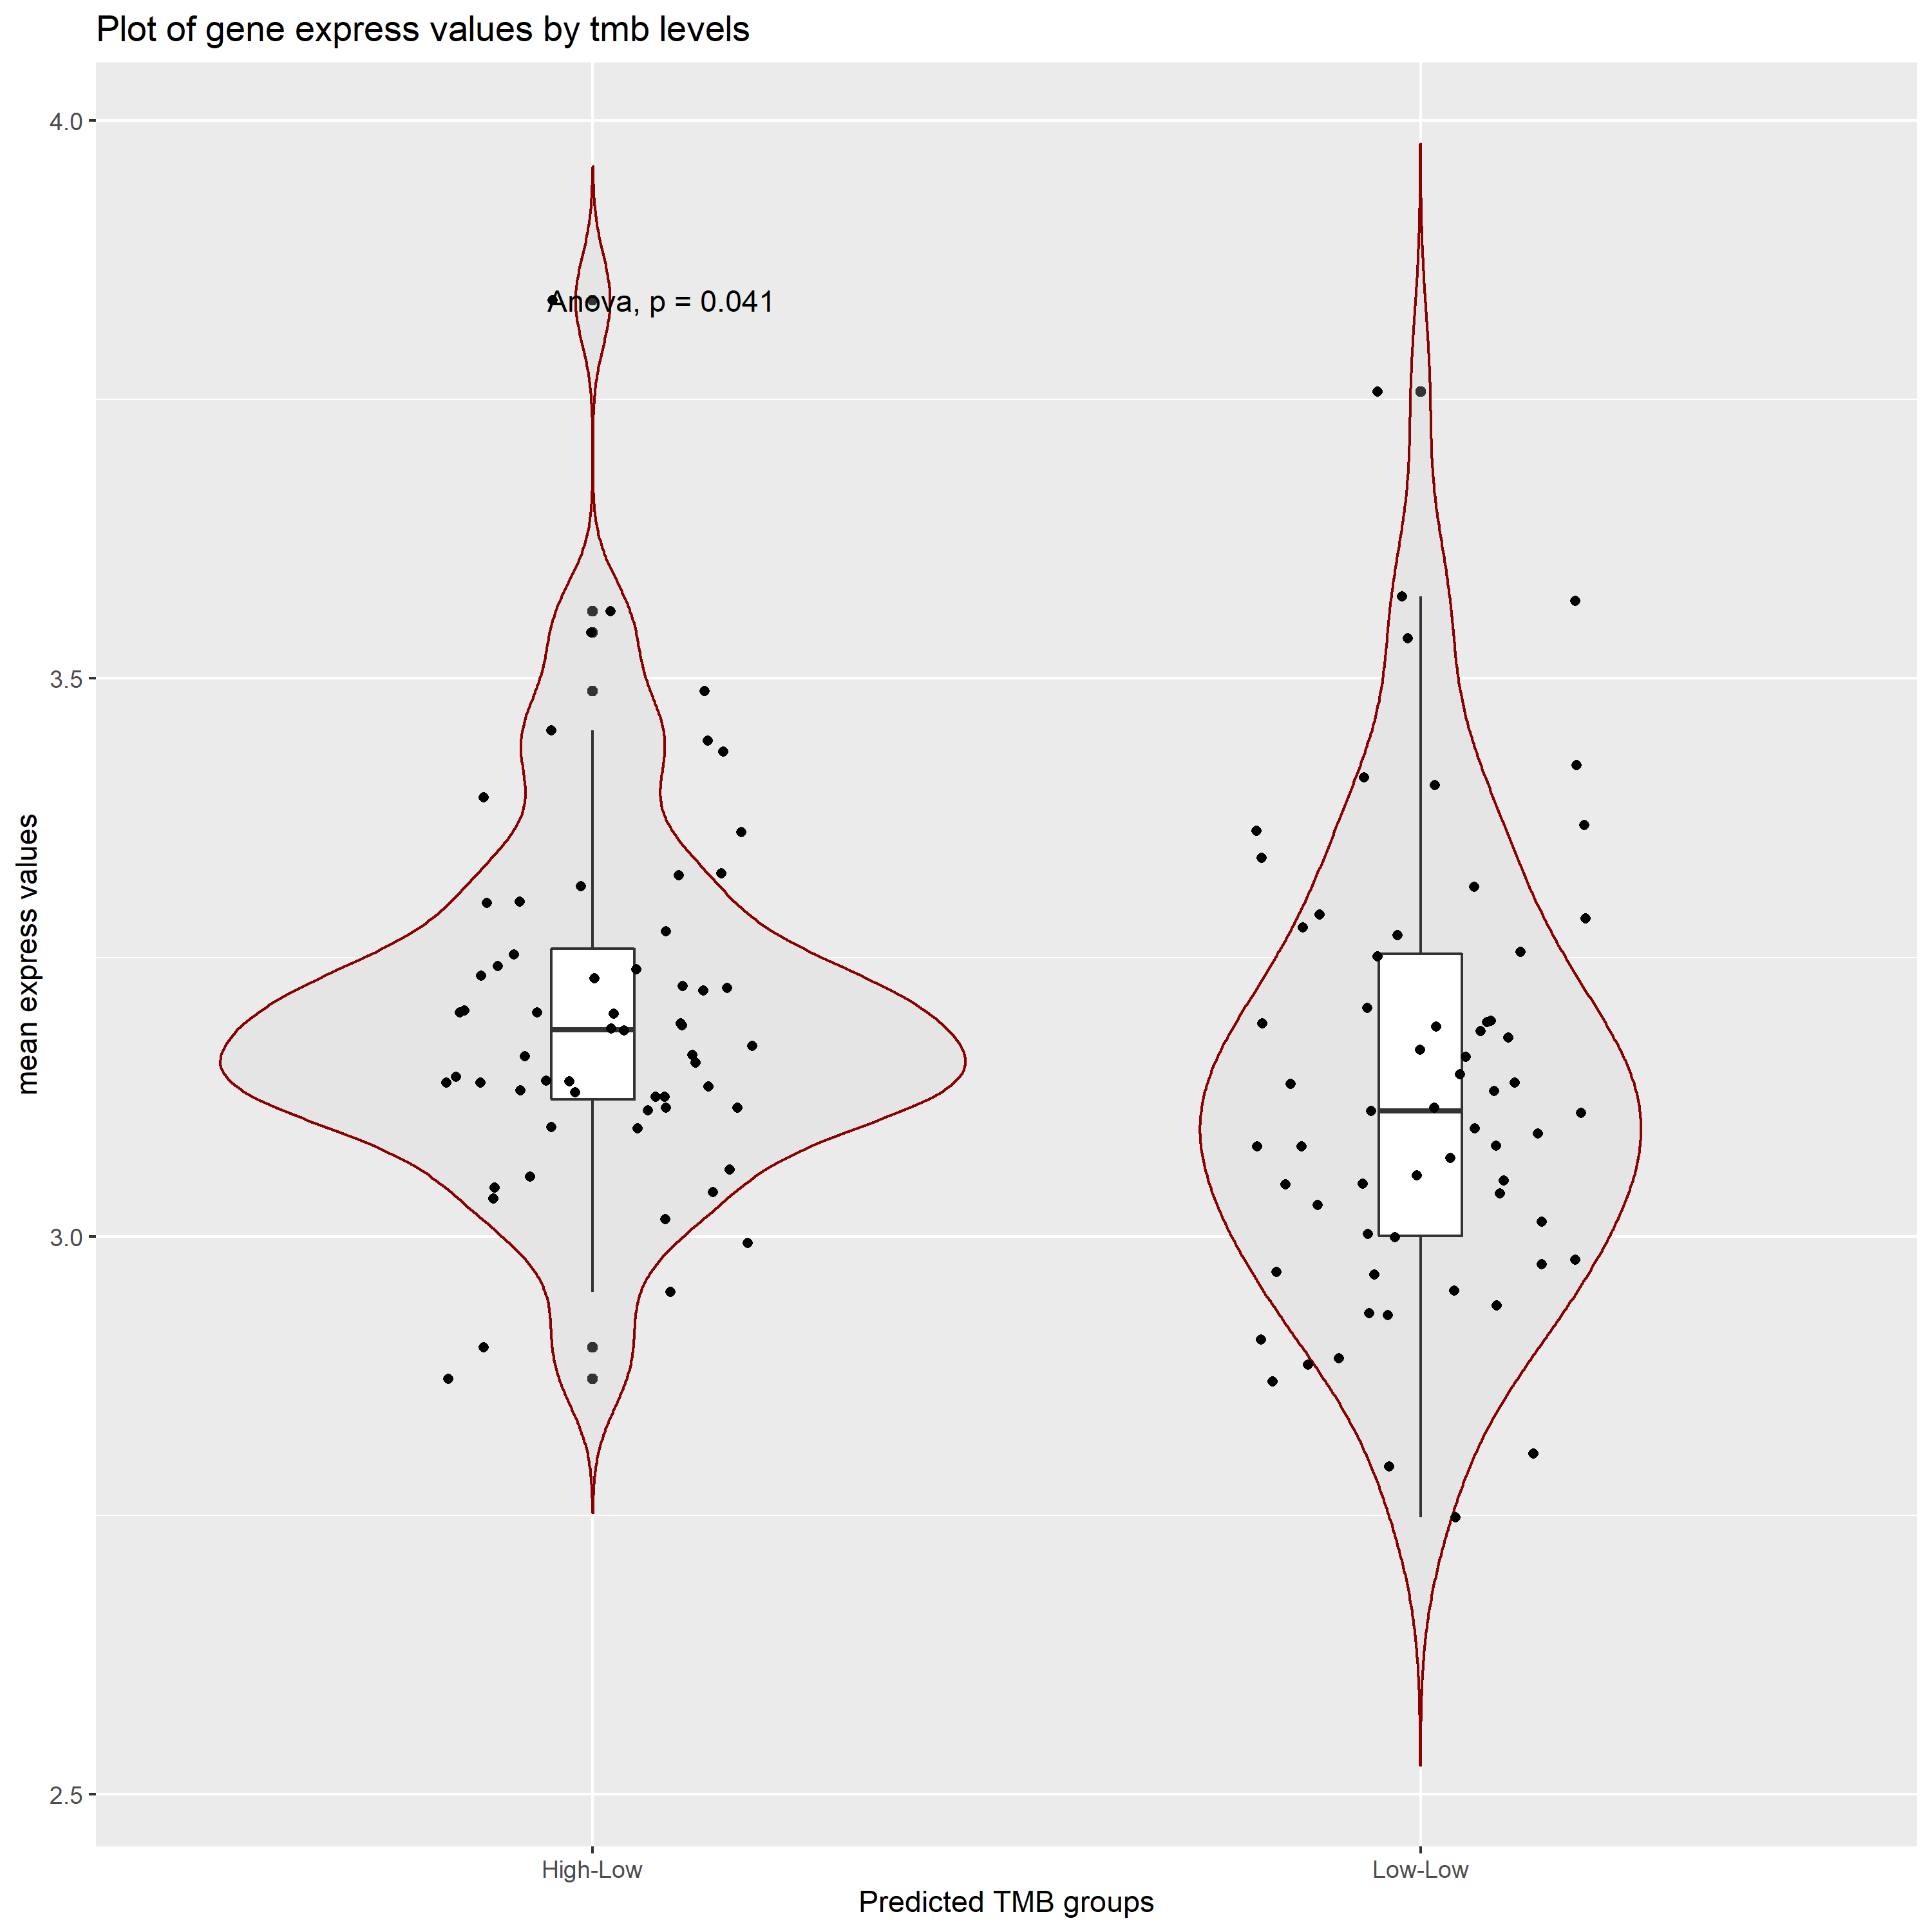 Plot of gene express values by tmb levels
4.0
Anova, p = 0.041
3.5
mean express values
3.0
2.5
High-Low
Low-Low
Predicted TMB groups